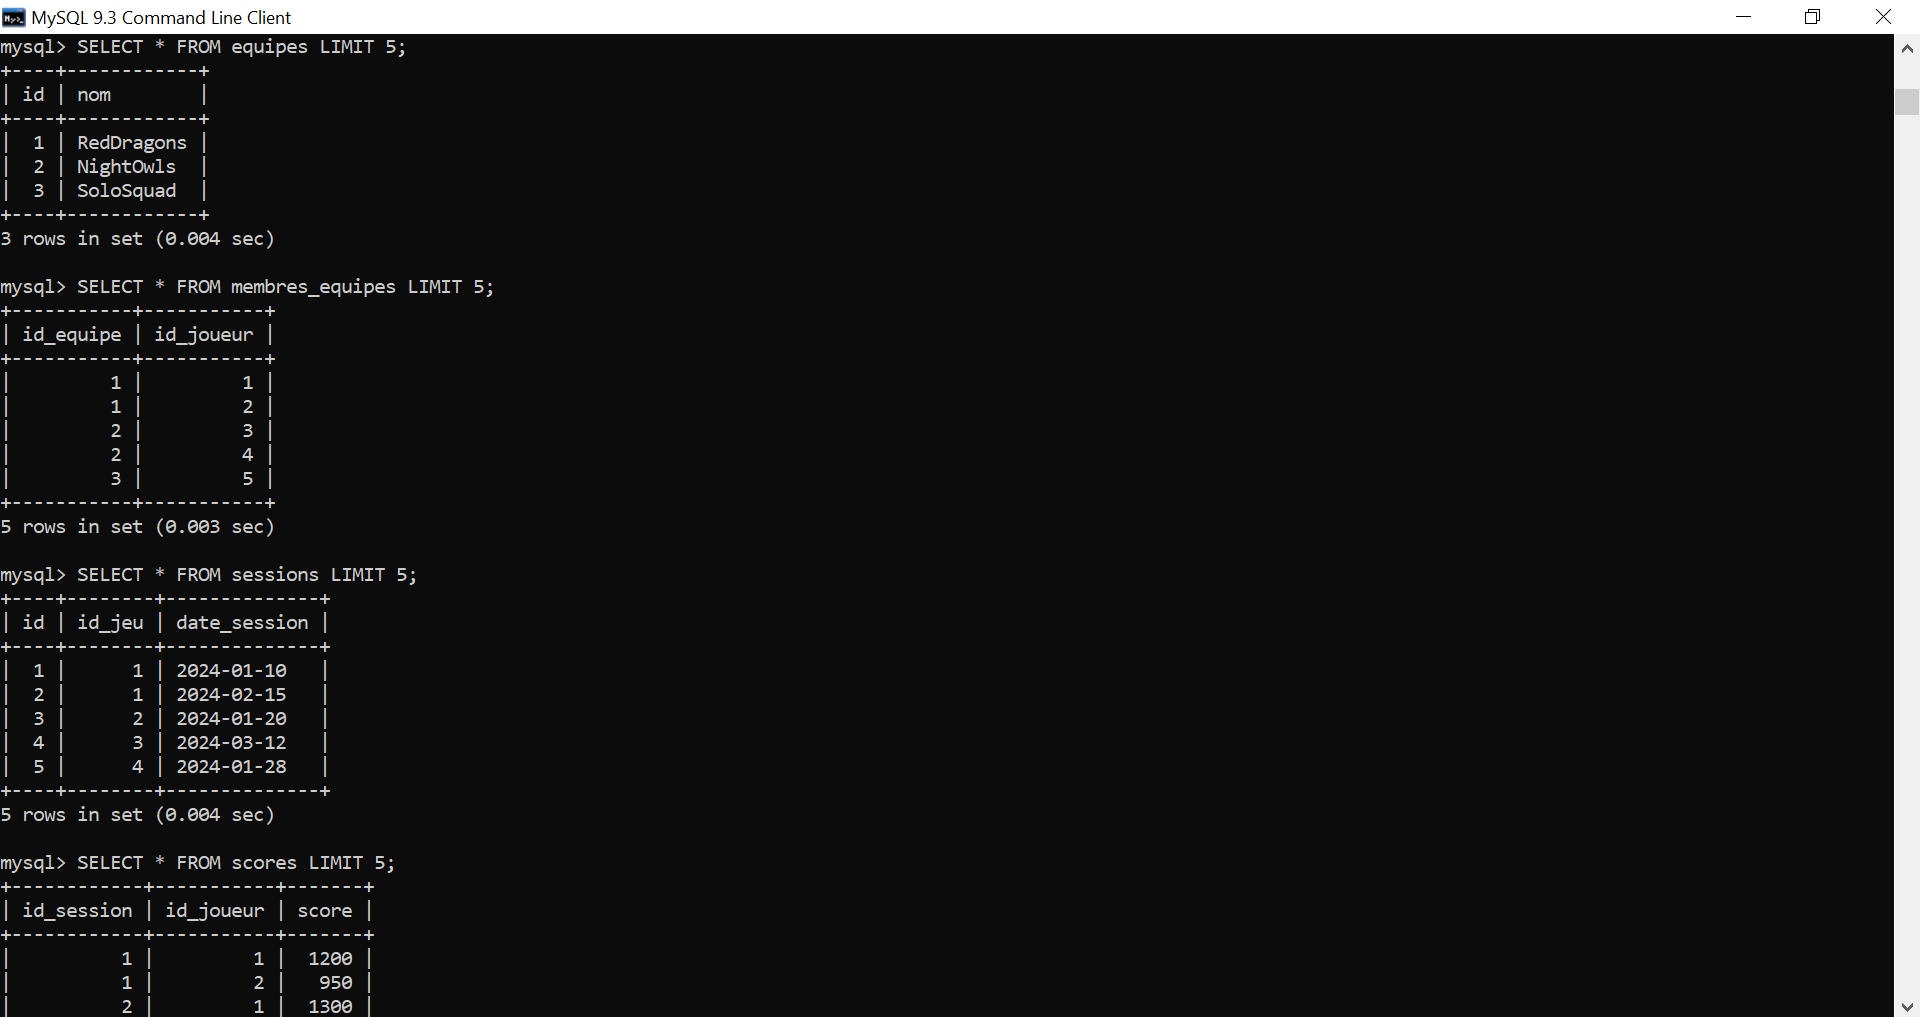 MySQL 9.3 Command Line Client
mysql> SELECT * FROM equipes LIMIT 5;
+----+------------+
| id | nom        |
+----+------------+
|  1 | RedDragons |
|  2 | NightOwls  |
|  3 | SoloSquad  |
+----+------------+
3 rows in set (0.004 sec)

mysql> SELECT * FROM membres_equipes LIMIT 5;
+-----------+-----------+
| id_equipe | id_joueur |
+-----------+-----------+
|         1 |         1 |
|         1 |         2 |
|         2 |         3 |
|         2 |         4 |
|         3 |         5 |
+-----------+-----------+
5 rows in set (0.003 sec)

mysql> SELECT * FROM sessions LIMIT 5;
+----+--------+--------------+
| id | id_jeu | date_session |
+----+--------+--------------+
|  1 |      1 | 2024-01-10   |
|  2 |      1 | 2024-02-15   |
|  3 |      2 | 2024-01-20   |
|  4 |      3 | 2024-03-12   |
|  5 |      4 | 2024-01-28   |
+----+--------+--------------+
5 rows in set (0.004 sec)

mysql> SELECT * FROM scores LIMIT 5;
+------------+-----------+-------+
| id_session | id_joueur | score |
+------------+-----------+-------+
|          1 |         1 |  1200 |
|          1 |         2 |   950 |
|          2 |         1 |  1300 |